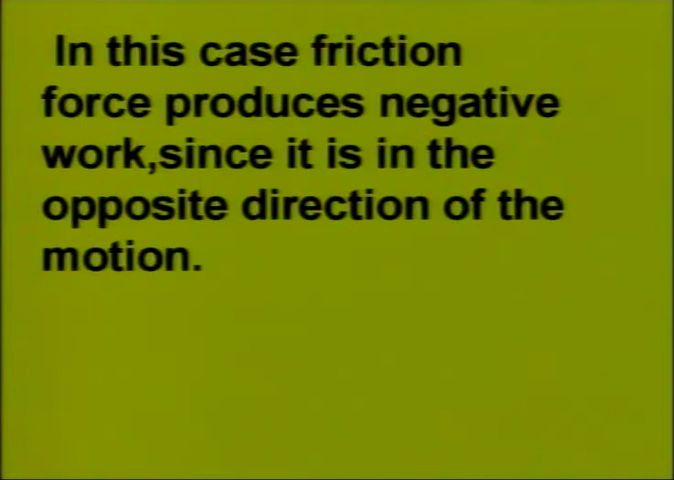 In this case friction
force produces negative
work,since it is in the
opposite direction of the
motion.